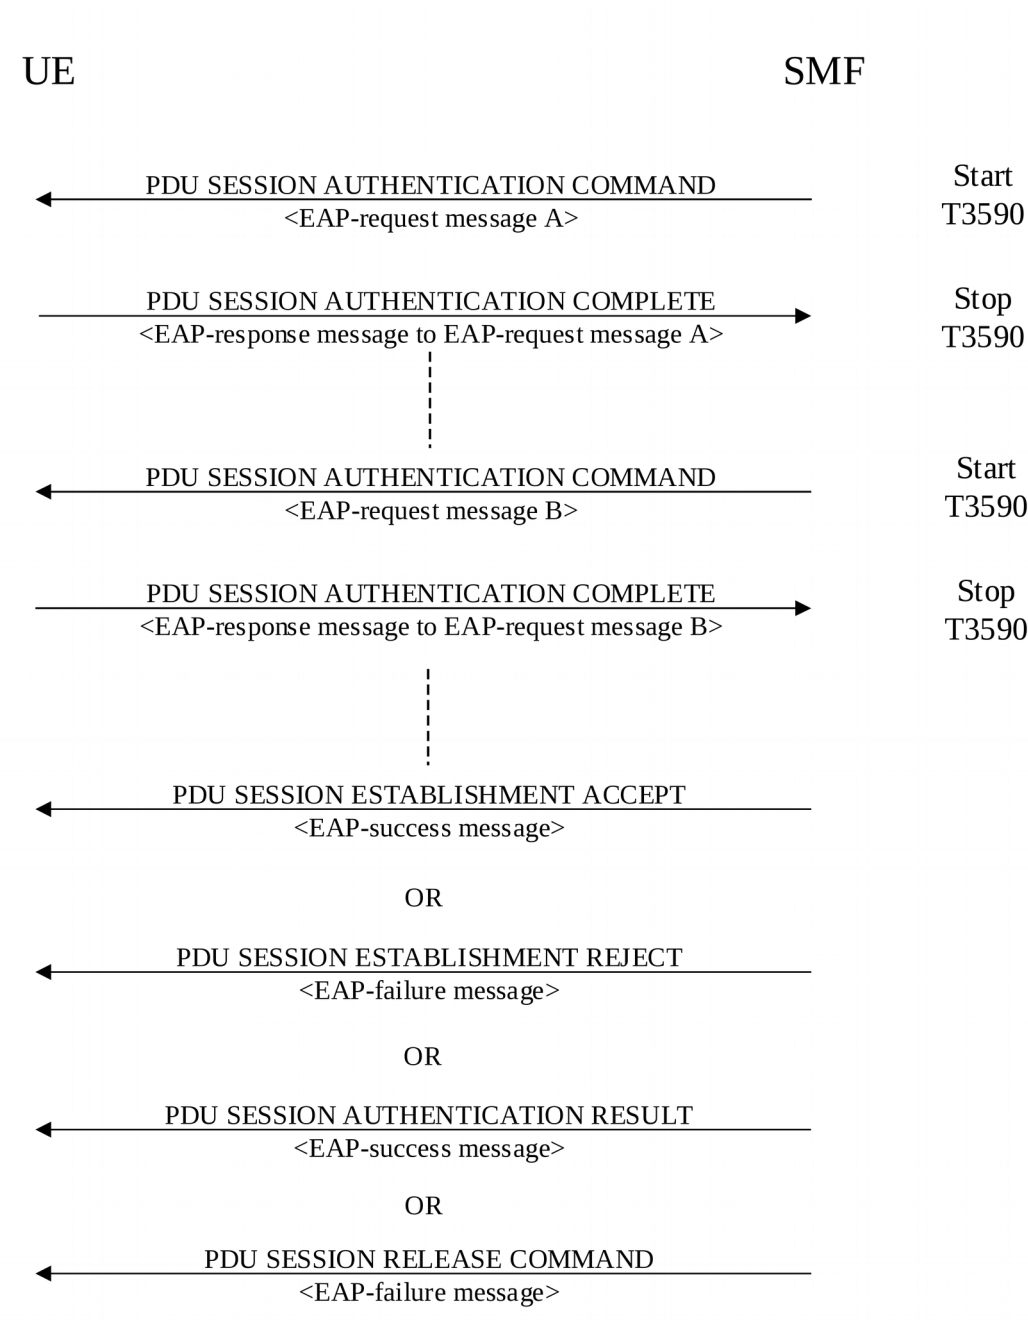 UE
SMF
PDU SESSION AUTHENTICATION COMMAND
<EAP-request message A>
Start
T3590
PDU SESSION AUTHENTICATION COMPLETE
<EAP-response message to EAP-request message A>
Stop
T3590
PDU SESSION AUTHENTICATION COMMAND
<EAP-request message B>
Start
T3590
PDU SESSION AUTHENTICATION COMPLETE
<EAP-response message to EAP-request message B>
Stop
T3590
PDU SESSION ESTABLISHMENT ACCEPT
<EAP-success message>
OR
PDU SESSION ESTABLISHMENT REJECT
<EAP-failure message>
OR
PDU SESSION AUTHENTICATION RESULT
<EAP-success message>
OR
PDU SESSION RELEASE COMMAND
<EAP-failure message>